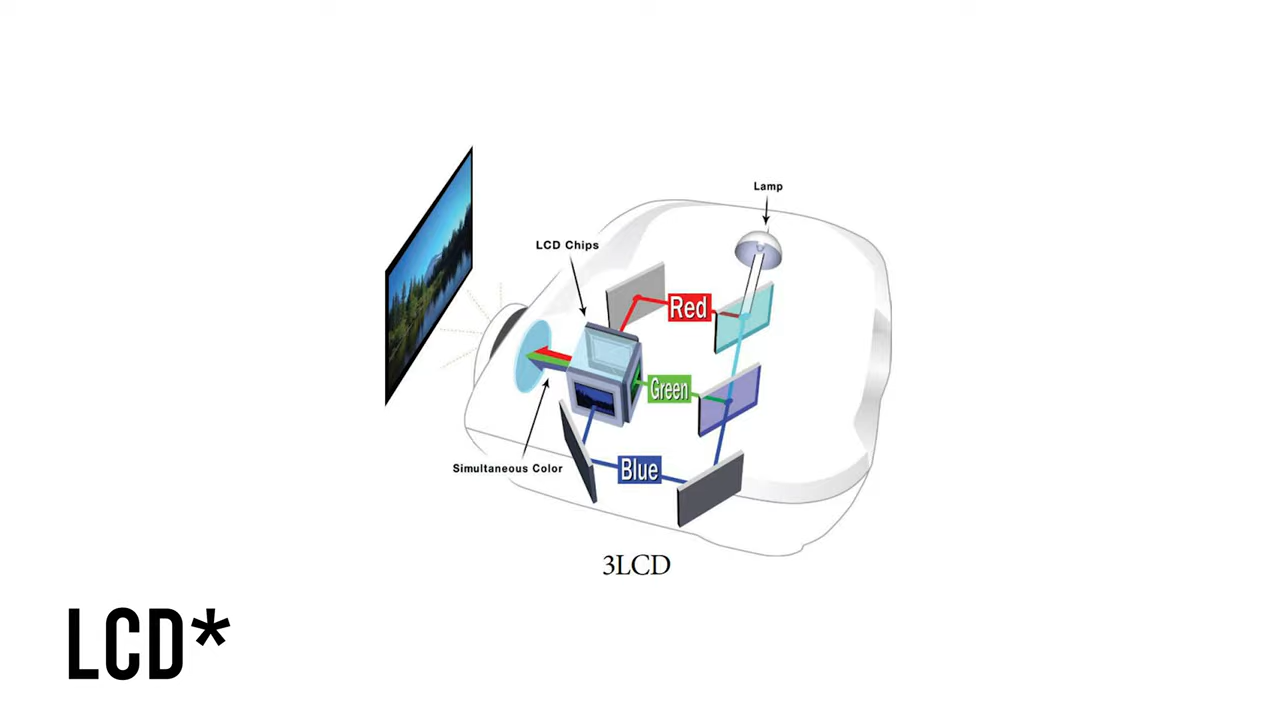 Lamp
LCD Chips
Red
Green
Simultaneous Color
Blue
3LCD
LCD*